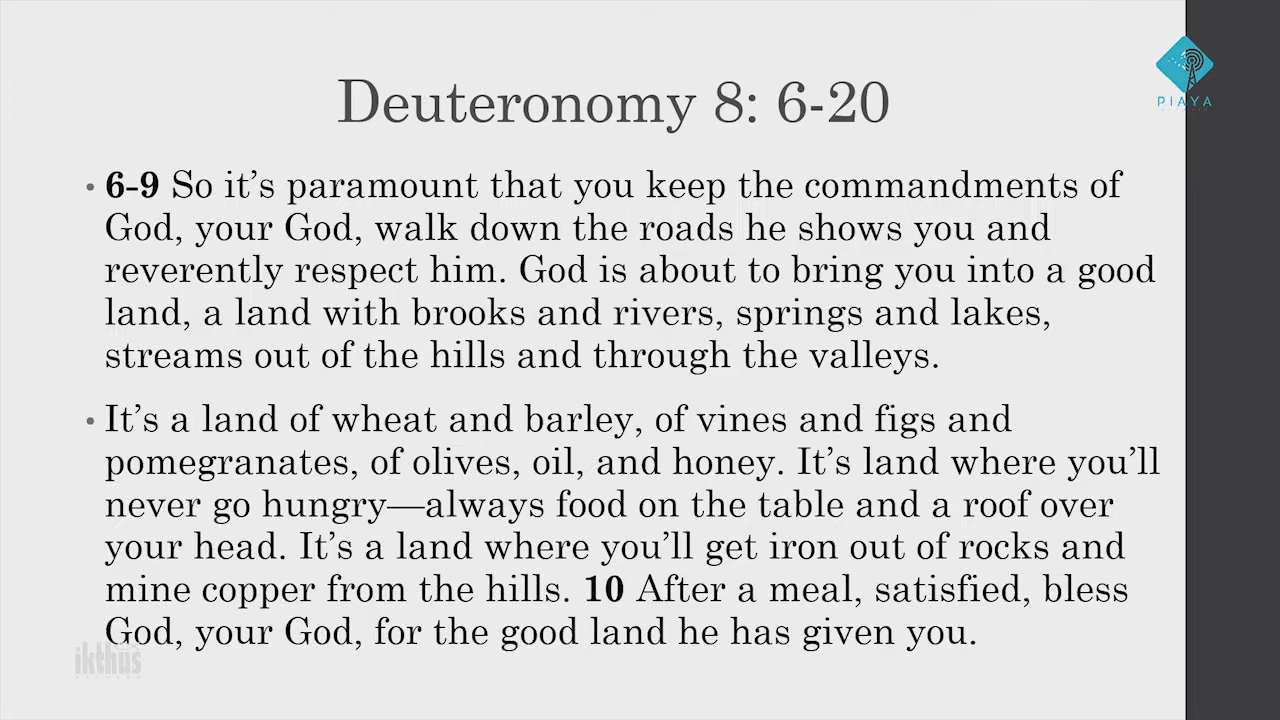 Deuteronomy 8: 6-20
PIAYA
• 6-9 So it’s paramount that you keep the commandments of
God, your God, walk down the roads he shows you and
reverently respect him. God is about to bring you into a good
land, a land with brooks and rivers, springs and lakes,
streams out of the hills and through the valleys.
• It’s a land of wheat and barley, of vines and figs and
pomegranates, of olives, oil, and honey. It’s land where you’ll
never go hungry—always food on the table and a roof over
your head. It’s a land where you’ll get iron out of rocks and
mine copper from the hills. 10 After a meal, satisfied, bless
God, your God, for the good land he has given you.
ikthus